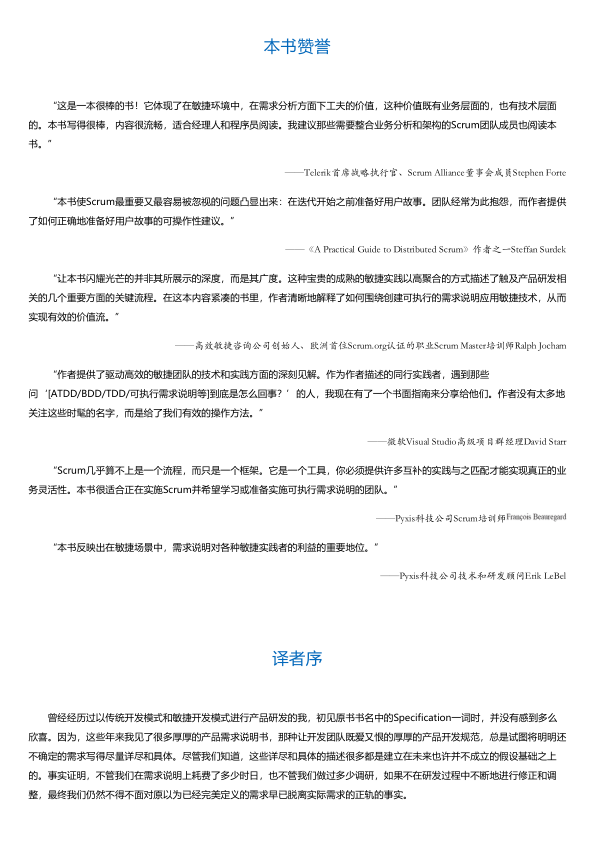 本书赞誉
“这是一本很棒的书！它体现了在敏捷环境中，在需求分析方面下工夫的价值，这种价值既有业务层面的，也有技术层面
的。本书写得很棒，内容很流畅，适合经理人和程序员阅读。我建议那些需要整合业务分析和架构的Scrum团队成员也阅读本
书。”
——Telerik首席战略执行官、Scrum Alliance董事会成员Stephen Forte
“本书使Scrum最重要又最容易被忽视的问题凸显出来：在迭代开始之前准备好用户故事。团队经常为此抱怨，而作者提供
了如何正确地准备好用户故事的可操作性建议。”
——《A Practical Guide to Distributed Scrum》作者之一Steffan Surdek
“让本书闪耀光芒的并非其所展示的深度，而是其广度。这种宝贵的成熟的敏捷实践以高聚合的方式描述了触及产品研发相
关的几个重要方面的关键流程。在这本内容紧凑的书里，作者清晰地解释了如何围绕创建可执行的需求说明应用敏捷技术，从而
实现有效的价值流。”
——高效敏捷咨询公司创始人、欧洲首位Scrum.org认证的职业Scrum Master培训师Ralph Jocham
“作者提供了驱动高效的敏捷团队的技术和实践方面的深刻见解。作为作者描述的同行实践者，遇到那些
问‘[ATDD/BDD/TDD/可执行需求说明等]到底是怎么回事？’的人，我现在有了一个书面指南来分享给他们。作者没有太多地
关注这些时髦的名字，而是给了我们有效的操作方法。”
——微软Visual Studio高级项目群经理David Starr
“Scrum几乎算不上是一个流程，而只是一个框架。它是一个工具，你必须提供许多互补的实践与之匹配才能实现真正的业
务灵活性。本书很适合正在实施Scrum并希望学习或准备实施可执行需求说明的团队。”
——Pyxis科技公司Scrum培训师François Beauregard
“本书反映出在敏捷场景中，需求说明对各种敏捷实践者的利益的重要地位。”
——Pyxis科技公司技术和研发顾问Erik LeBel
译者序
曾经经历过以传统开发模式和敏捷开发模式进行产品研发的我，初见原书书名中的Specification一词时，并没有感到多么
欣喜。因为，这些年来我见了很多厚厚的产品需求说明书，那种让开发团队既爱又恨的厚厚的产品开发规范，总是试图将明明还
不确定的需求写得尽量详尽和具体。尽管我们知道，这些详尽和具体的描述很多都是建立在未来也许并不成立的假设基础之上
的。事实证明，不管我们在需求说明上耗费了多少时日，也不管我们做过多少调研，如果不在研发过程中不断地进行修正和调
整，最终我们仍然不得不面对原以为已经完美定义的需求早已脱离实际需求的正轨的事实。